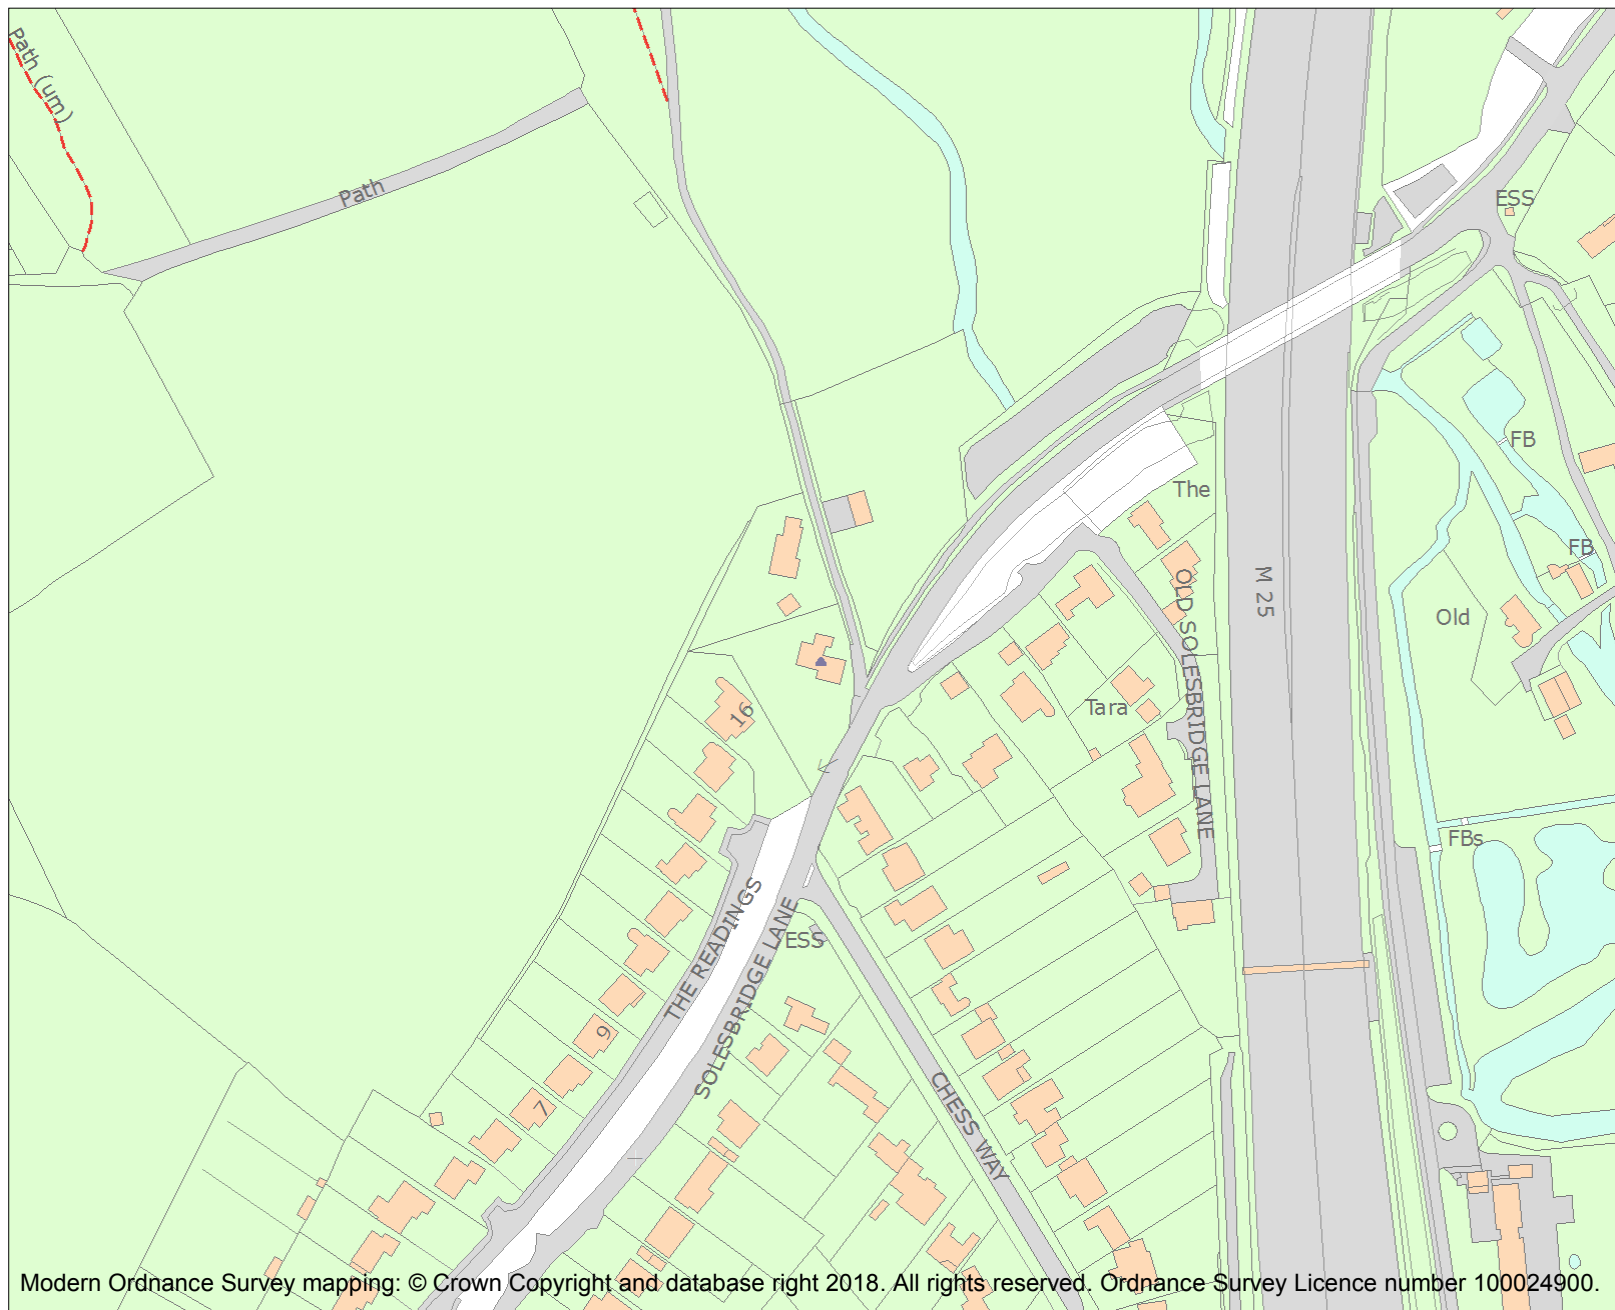 Path (um)
Path
ESS
FB
The
FB
M 25
OLD SOLESBRIDGE LANE
Old
Tara
16
FBs
THE READINGS
SOLESBRIDGE LANE
ESS
9
CHESS WAY
7
Modern Ordnance Survey mapping: © Crown Copyright and database right 2018. All rights reserved. Ordnance Survey Licence number 100024900.